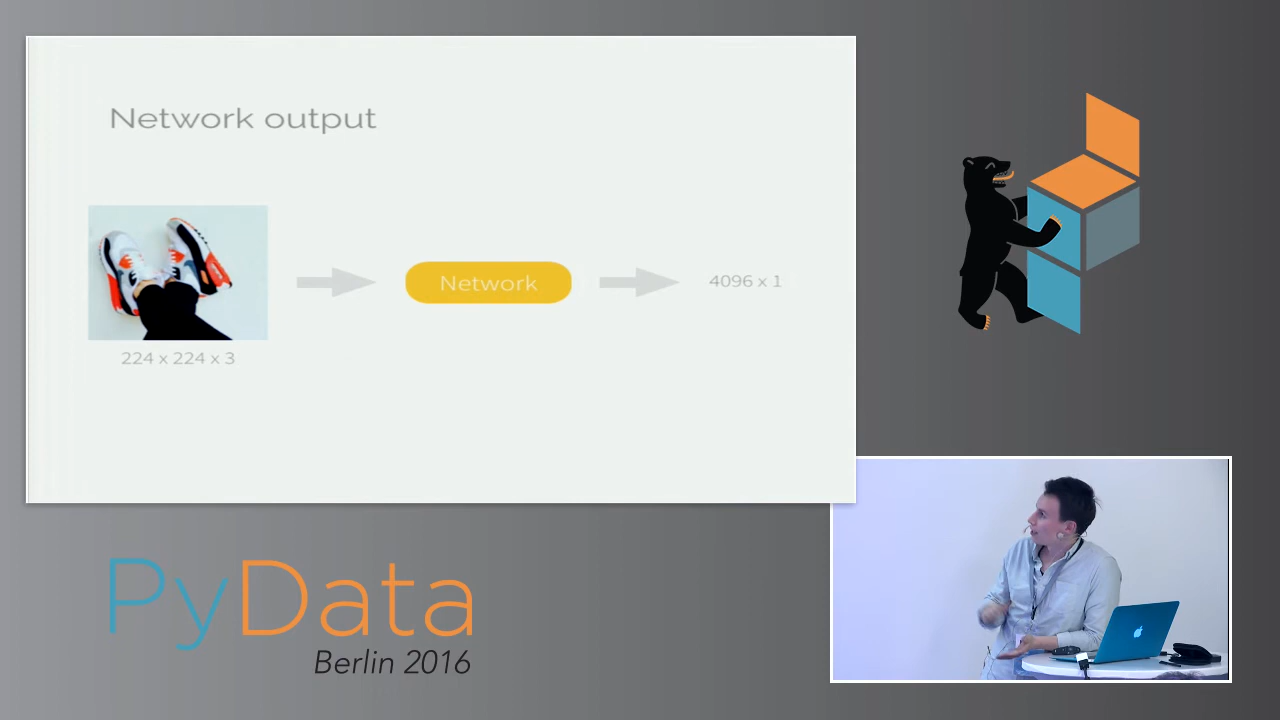 Network output
Network
4096 x 1
224 x 224 x 3
PyData
Berlin 2016